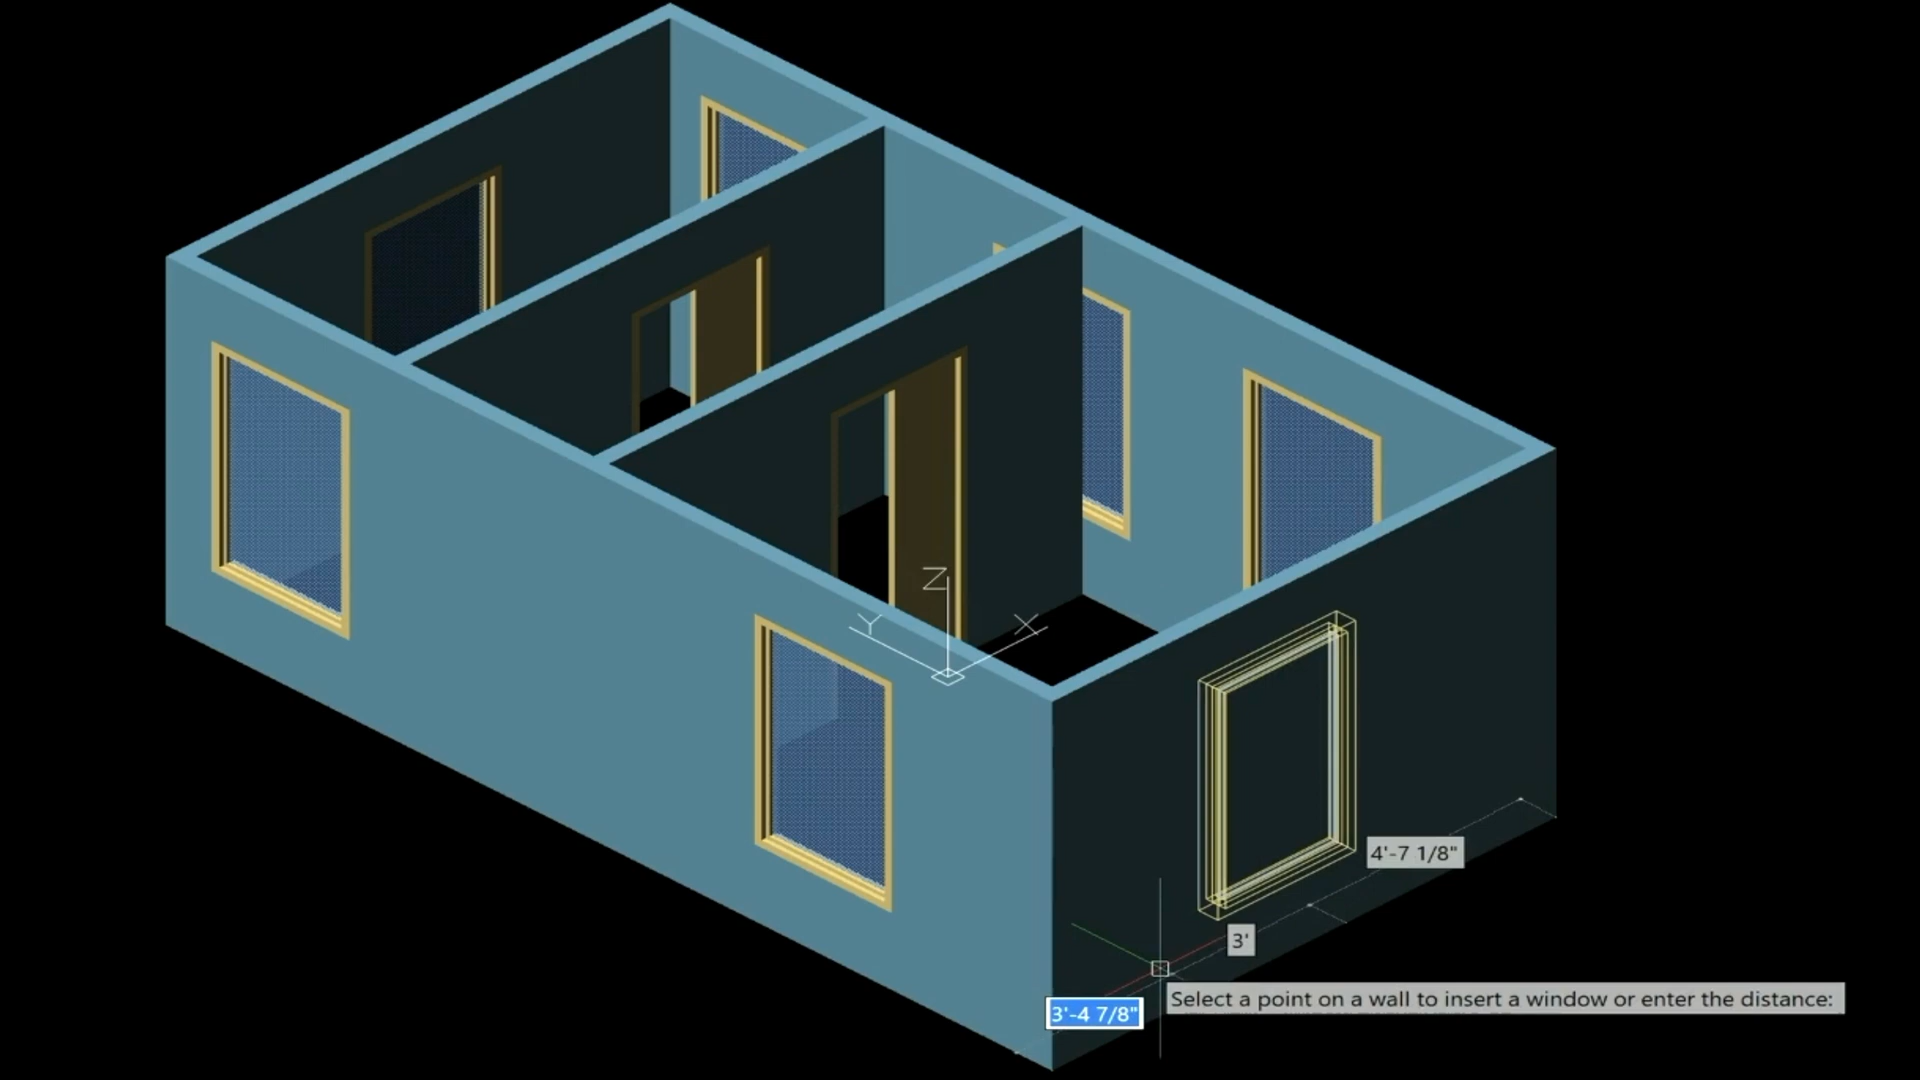 Z
Y
X
4'-7 1/8"
3'
Select a point on a wall to insert a window or enter the distance:
3'-4 7/8"